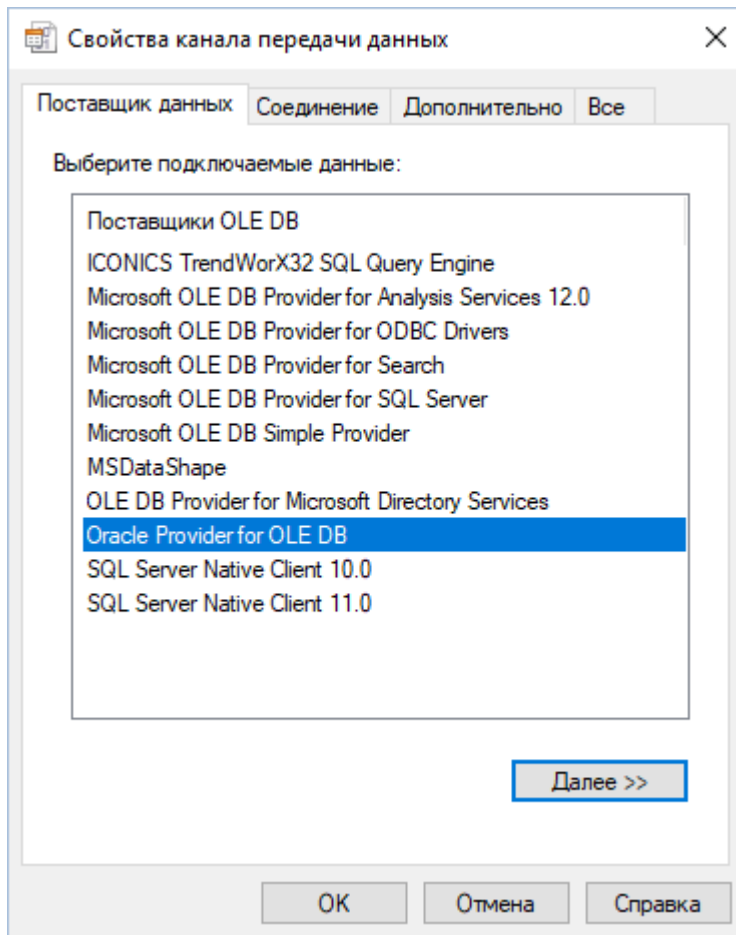 Свойства канала передачи данных
Поставщик данных Соединение Дополнительно Все
Выберите подключаемые данные:
Поставщики OLE DB
ICONICS TrendWorX32 SQL Query Engine
Microsoft OLE DB Provider for Analysis Services 12.0
Microsoft OLE DB Provider for ODBC Drivers
Microsoft OLE DB Provider for Search
Microsoft OLE DB Provider for SQL Server
Microsoft OLE DB Simple Provider
MSDataShape
OLE DB Provider for Microsoft Directory Services
Oracle Provider for OLE DB
SQL Server Native Client 10.0
SQL Server Native Client 11.0
Далее >>
OK Отмена Справка